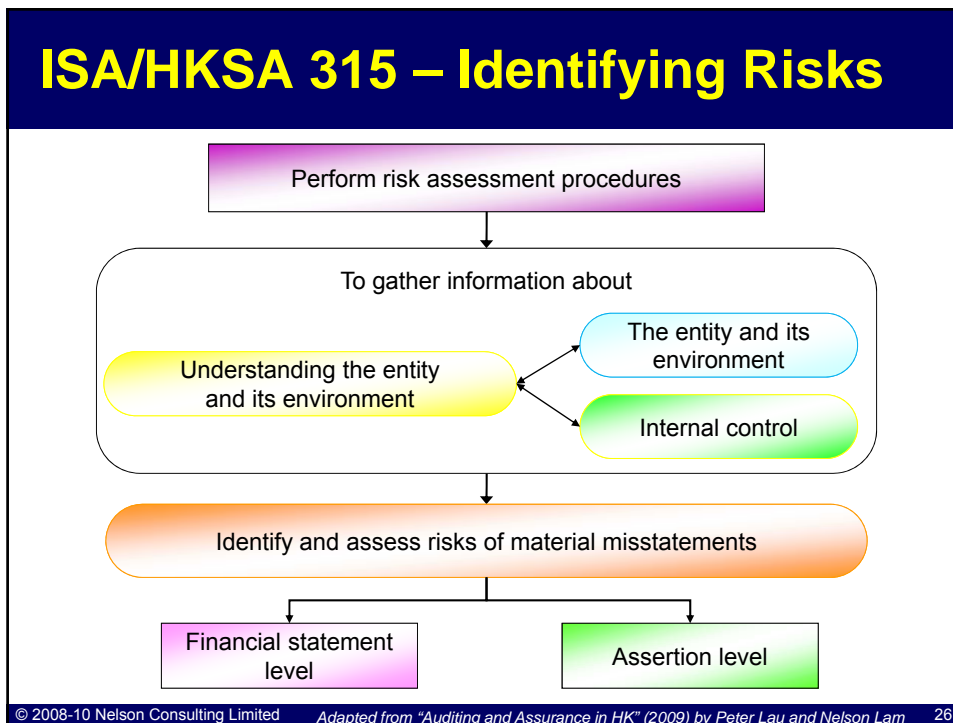 ISA/HKSA 315 – Identifying Risks
Perform risk assessment procedures
To gather information about
The entity and its
environment
Understanding the entity
and its environment
Internal control
Identify and assess risks of material misstatements
Financial statement
level
Assertion level
© 2008-10 Nelson Consulting Limited Adapted from "Auditing and Assurance in HK" (2009) by Peter Lau and Nelson Lam 26